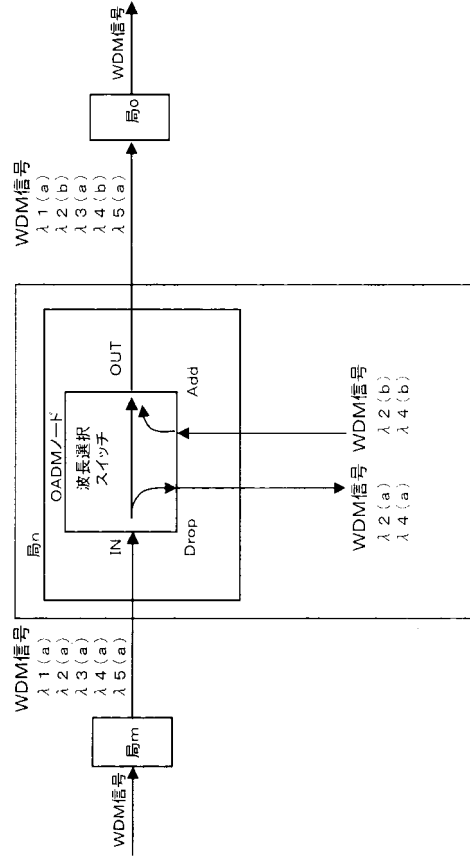 WDM信号
局m
WDM信号
λ1(a)
λ2(a)
λ3(a)
λ4(a)
λ5(a)
局n
OADMノード
波長選択
スイッチ
IN
OUT
Drop
Add
WDM信号
λ2(a)
λ4(a)
WDM信号
λ2(b)
λ4(b)
WDM信号
λ1(a)
λ2(b)
λ3(a)
λ4(b)
λ5(a)
局o
WDM信号